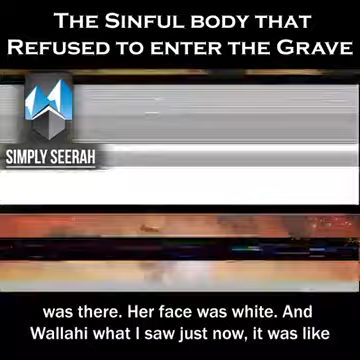 THE SINFUL BODY THAT
REFUSED TO ENTER THE GRAVE
SIMPLY SEERAH
was there. Her face was white. And
Wallahi what I saw just now, it was like